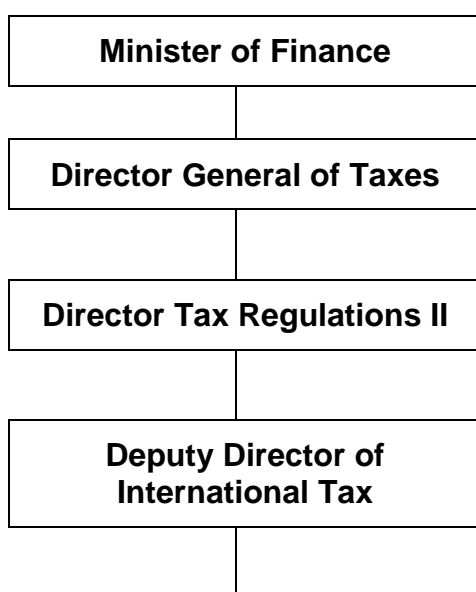 Minister of Finance
Director General of Taxes
Director Tax Regulations II
Deputy Director of
International Tax